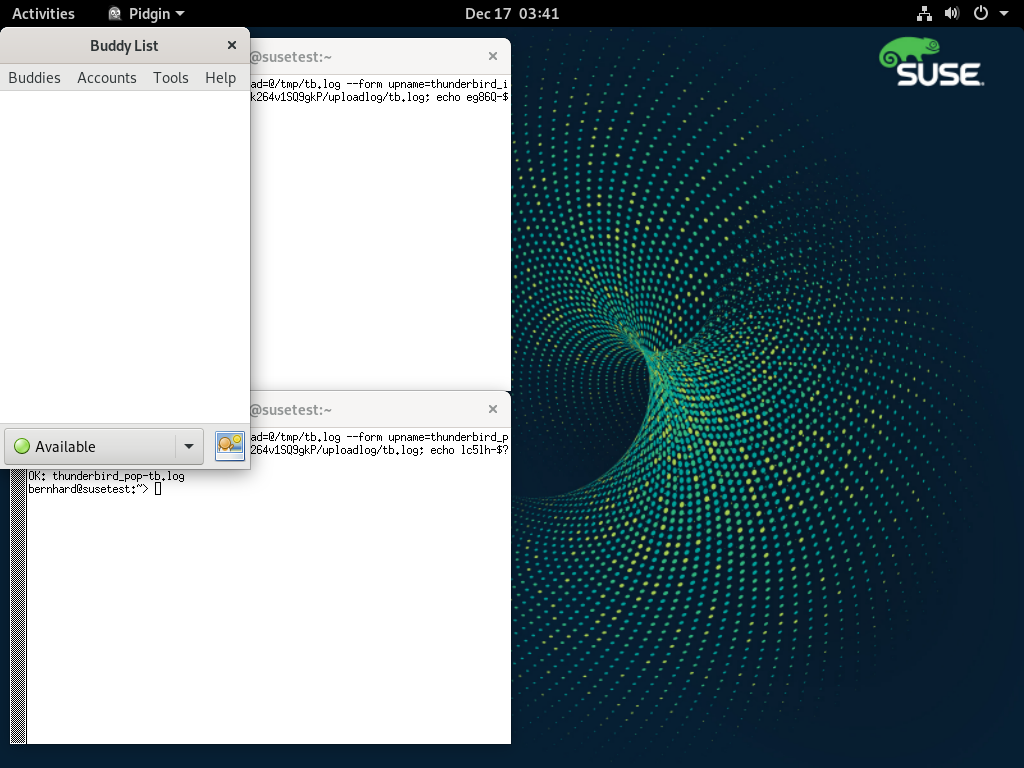 Activities Pidgin Dec 17 03:41
Buddy List
Buddies Accounts Tools Help
Available
@susetest:~
ad=@/tmp/tb.log --form upname=thunderbird_i
k264v1SQ9gkP/uploadlog/tb.log; echo eg86Q-$
@susetest:~
ad=@/tmp/tb.log --form upname=thunderbird_p
264v1SQ9gkP/uploadlog/tb.log; echo lc5lh-$?
OK: thunderbird_pop-tb.log
bernhard@susetest:~>
SUSE